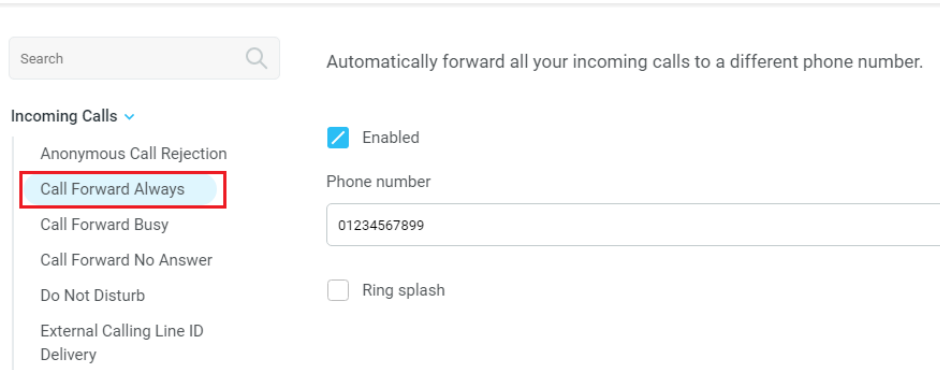 Search
Incoming Calls
Anonymous Call Rejection
Call Forward Always
Call Forward Busy
Call Forward No Answer
Do Not Disturb
External Calling Line ID
Delivery
Automatically forward all your incoming calls to a different phone number.
Enabled
Phone number
01234567899
Ring splash